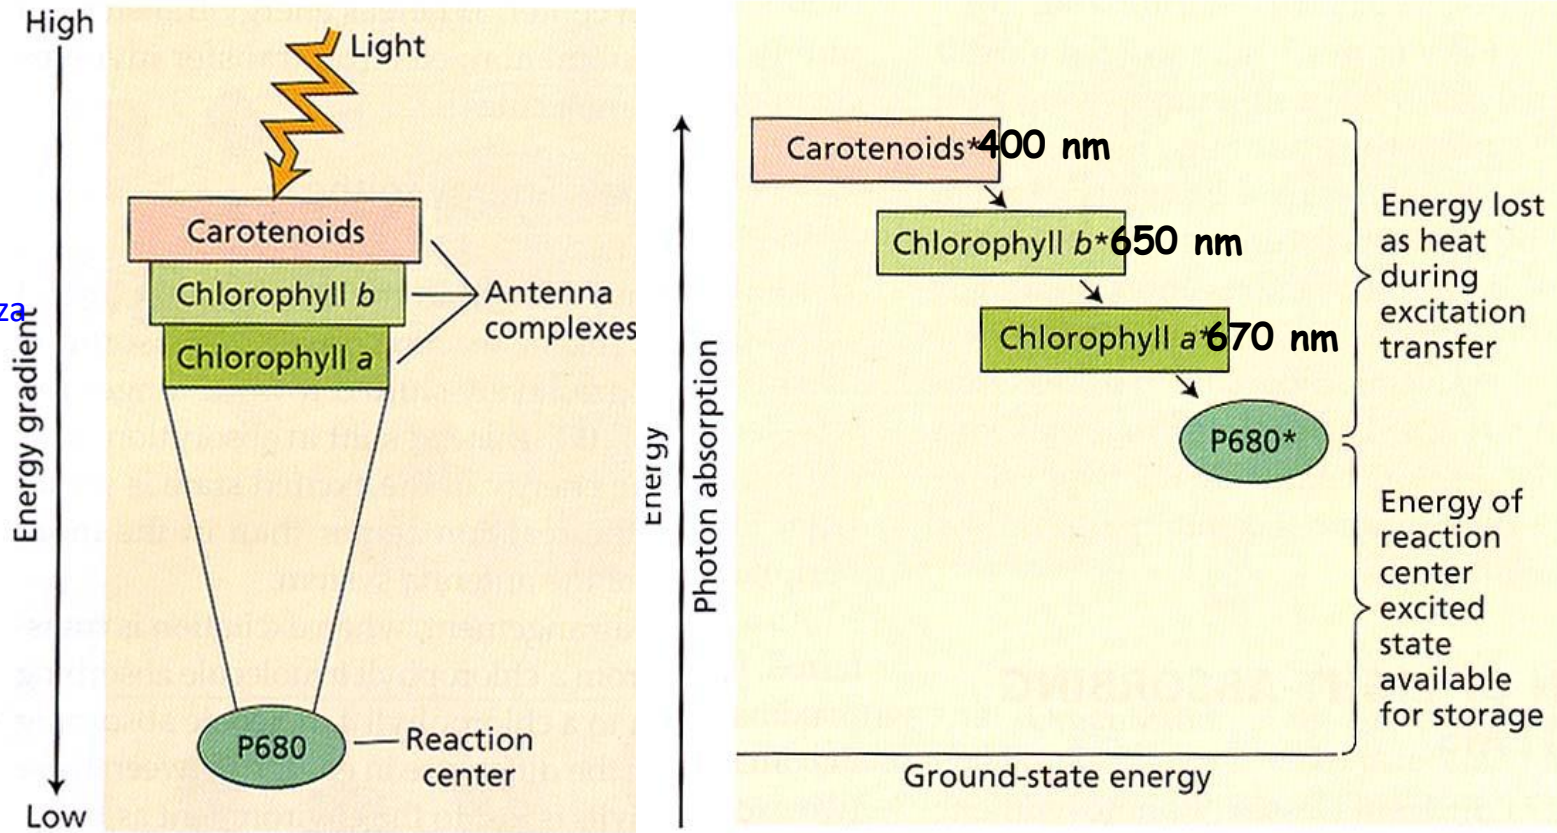 High
Light
Carotenoids
Chlorophyll b
Chlorophyll a
Antenna
complexes
za
Energy gradient
P680
Reaction
center
Low
Energy
Photon absorption
Carotenoids* 400 nm
Chlorophyll b* 650 nm
Chlorophyll a* 670 nm
P680*
Energy lost
as heat
during
excitation
transfer
Energy of
reaction
center
excited
state
available
for storage
Ground-state energy